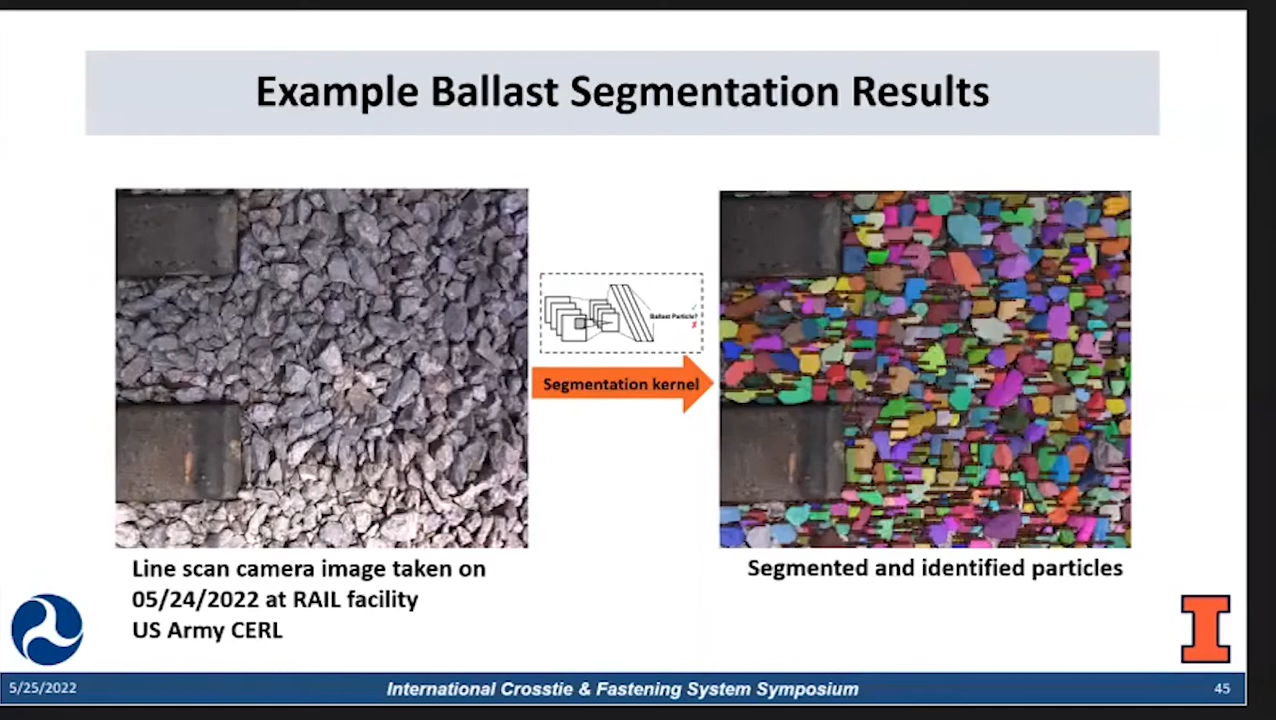 Example Ballast Segmentation Results
Ballast Particle?
Segmentation kernel
Line scan camera image taken on
05/24/2022 at RAIL facility
US Army CERL
Segmented and identified particles
5/25/2022
International Crosstie & Fastening System Symposium
45